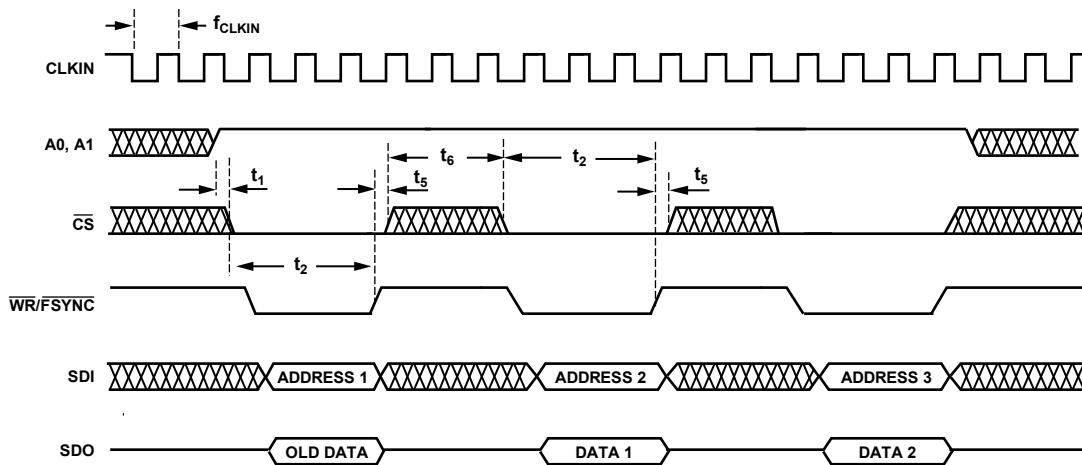 fCLKIN
CLKIN
A0, A1
t6
t2
t1
t5
t5
CS
t2
WR/FSYNC
SDI
ADDRESS 1
ADDRESS 2
ADDRESS 3
SDO
OLD DATA
DATA 1
DATA 2